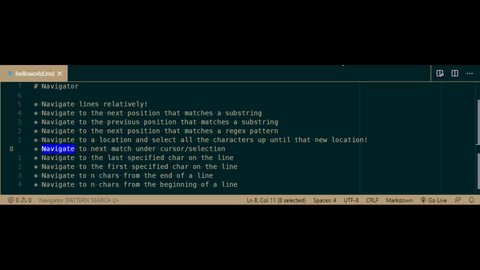 helloworld.md
7 # Navigator
6
5 * Navigate lines relatively!
4 * Navigate to the next position that matches a substring
3 * Navigate to the previous position that matches a substring
2 * Navigate to the next position that matches a regex pattern
1 * Navigate to a location and select all the characters up until that new location!
8 * Navigate to next match under cursor/selection
1 * Navigate to the last specified char on the line
2 * Navigate to the first specified char on the line
3 * Navigate to n chars from the end of a line
4 * Navigate to n chars from the beginning of a line
0 0 Navigator [PATTERN SEARCH Ln 8, Col 11 (8 selected) Spaces: 4 UTF-8 CRLF Markdown Go Live